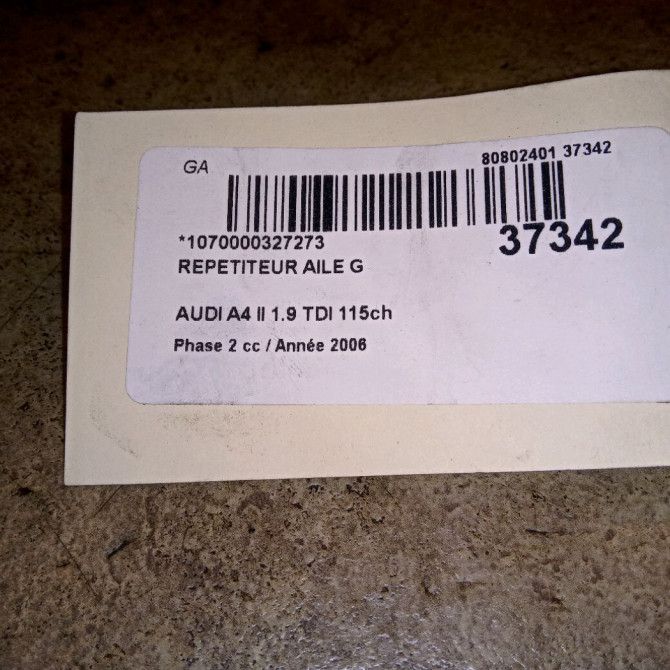 GA
80802401 37342
*1070000327273
37342
REPETITEUR AILE G
AUDI A4 II 1.9 TDI 115ch
Phase 2 cc / Année 2006